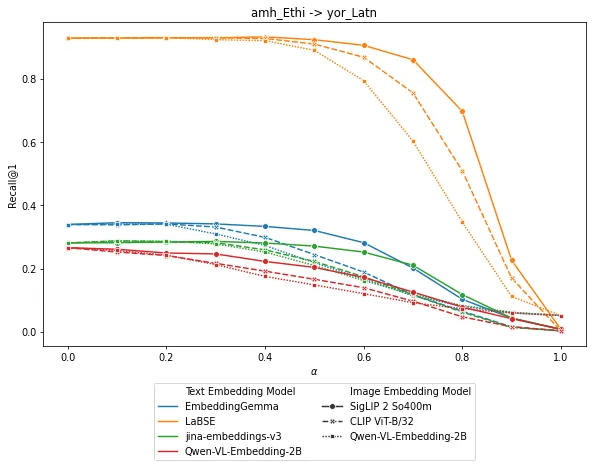 amh_Ethi -> yor_Latn
Recall@1
0.8
0.6
0.4
0.2
0.0
0.0 0.2 0.4 0.6 0.8 1.0
α
Text Embedding Model
EmbeddingGemma
LaBSE
jina-embeddings-v3
Qwen-VL-Embedding-2B
Image Embedding Model
SigLIP 2 So400m
CLIP ViT-B/32
Qwen-VL-Embedding-2B